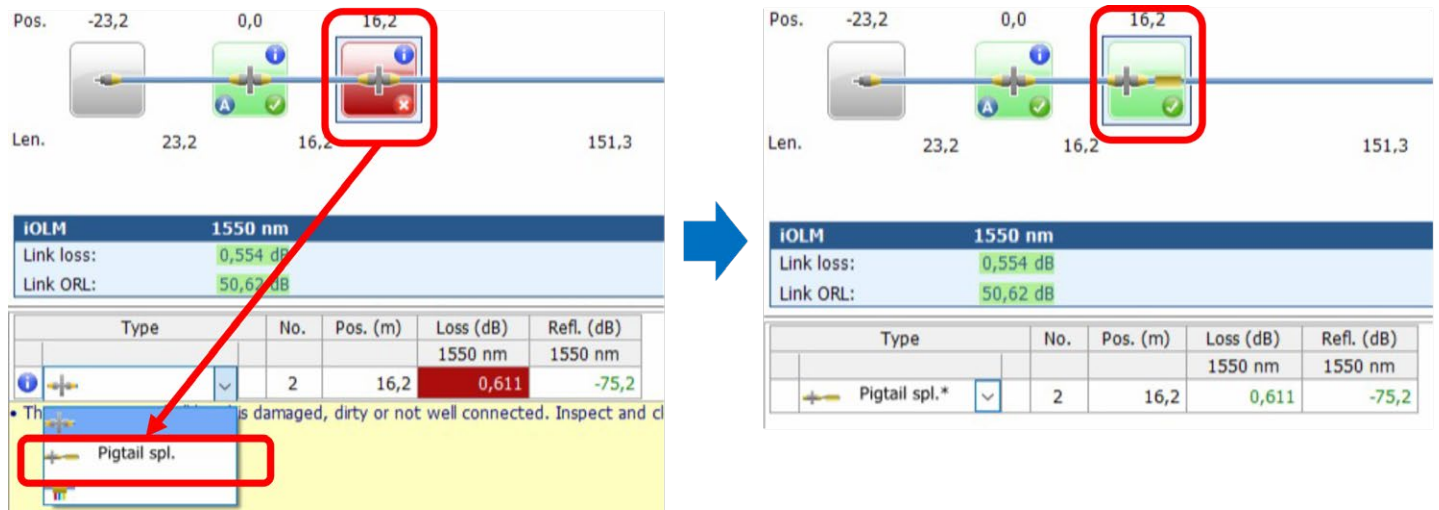 Pos. -23,2 0,0 16,2
Len. 23,2 16,2 151,3
iOLM 1550 nm
Link loss: 0,554 dB
Link ORL: 50,62 dB
Type No. Pos. (m) Loss (dB) Refl. (dB)
1550 nm 1550 nm
2 16,2 0,611 -75,2
damaged, dirty or not well connected. Inspect and cl
Pigtail spl.
Pos. -23,2 0,0 16,2
A
Len. 23,2 16,2 151,3
iOLM 1550 nm
Link loss: 0,554 dB
Link ORL: 50,62 dB
Type No. Pos. (m) Loss (dB) Refl. (dB)
1550 nm 1550 nm
Pigtail spl.* 2 16,2 0,611 -75,2